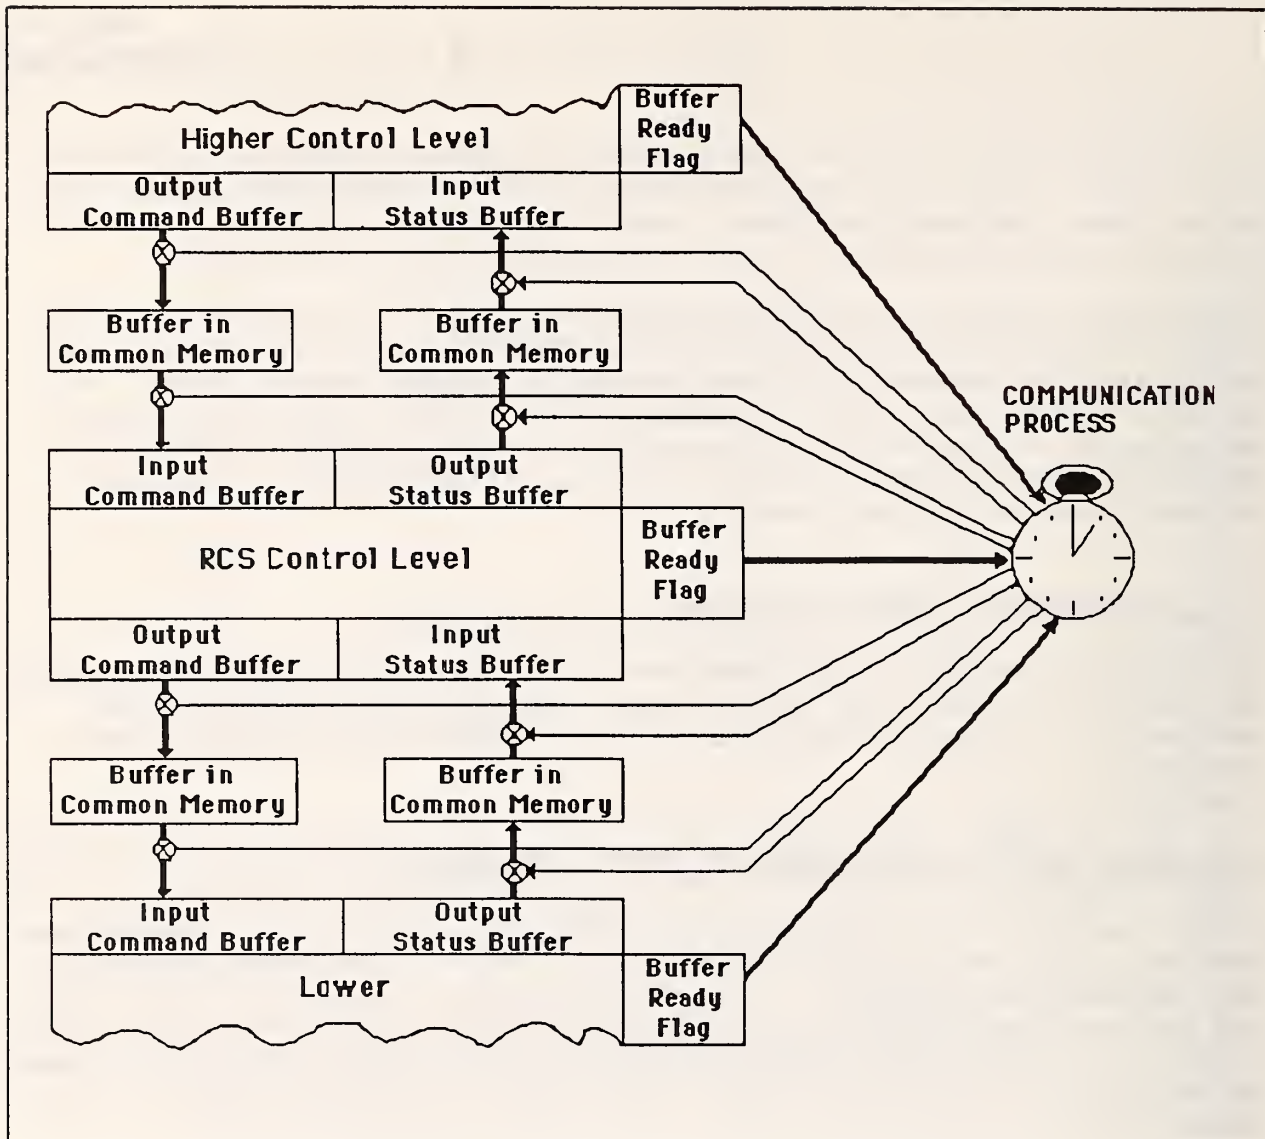 Higher Control Level
Buffer
Ready
Flag
Output
Command Buffer
Input
Status Buffer
Buffer in
Common Memory
Buffer in
Common Memory
COMMUNICATION
PROCESS
Input
Command Buffer
Output
Status Buffer
RCS Control Level
Buffer
Ready
Flag
Output
Command Buffer
Input
Status Buffer
Buffer in
Common Memory
Buffer in
Common Memory
Input
Command Buffer
Output
Status Buffer
Lower
Buffer
Ready
Flag